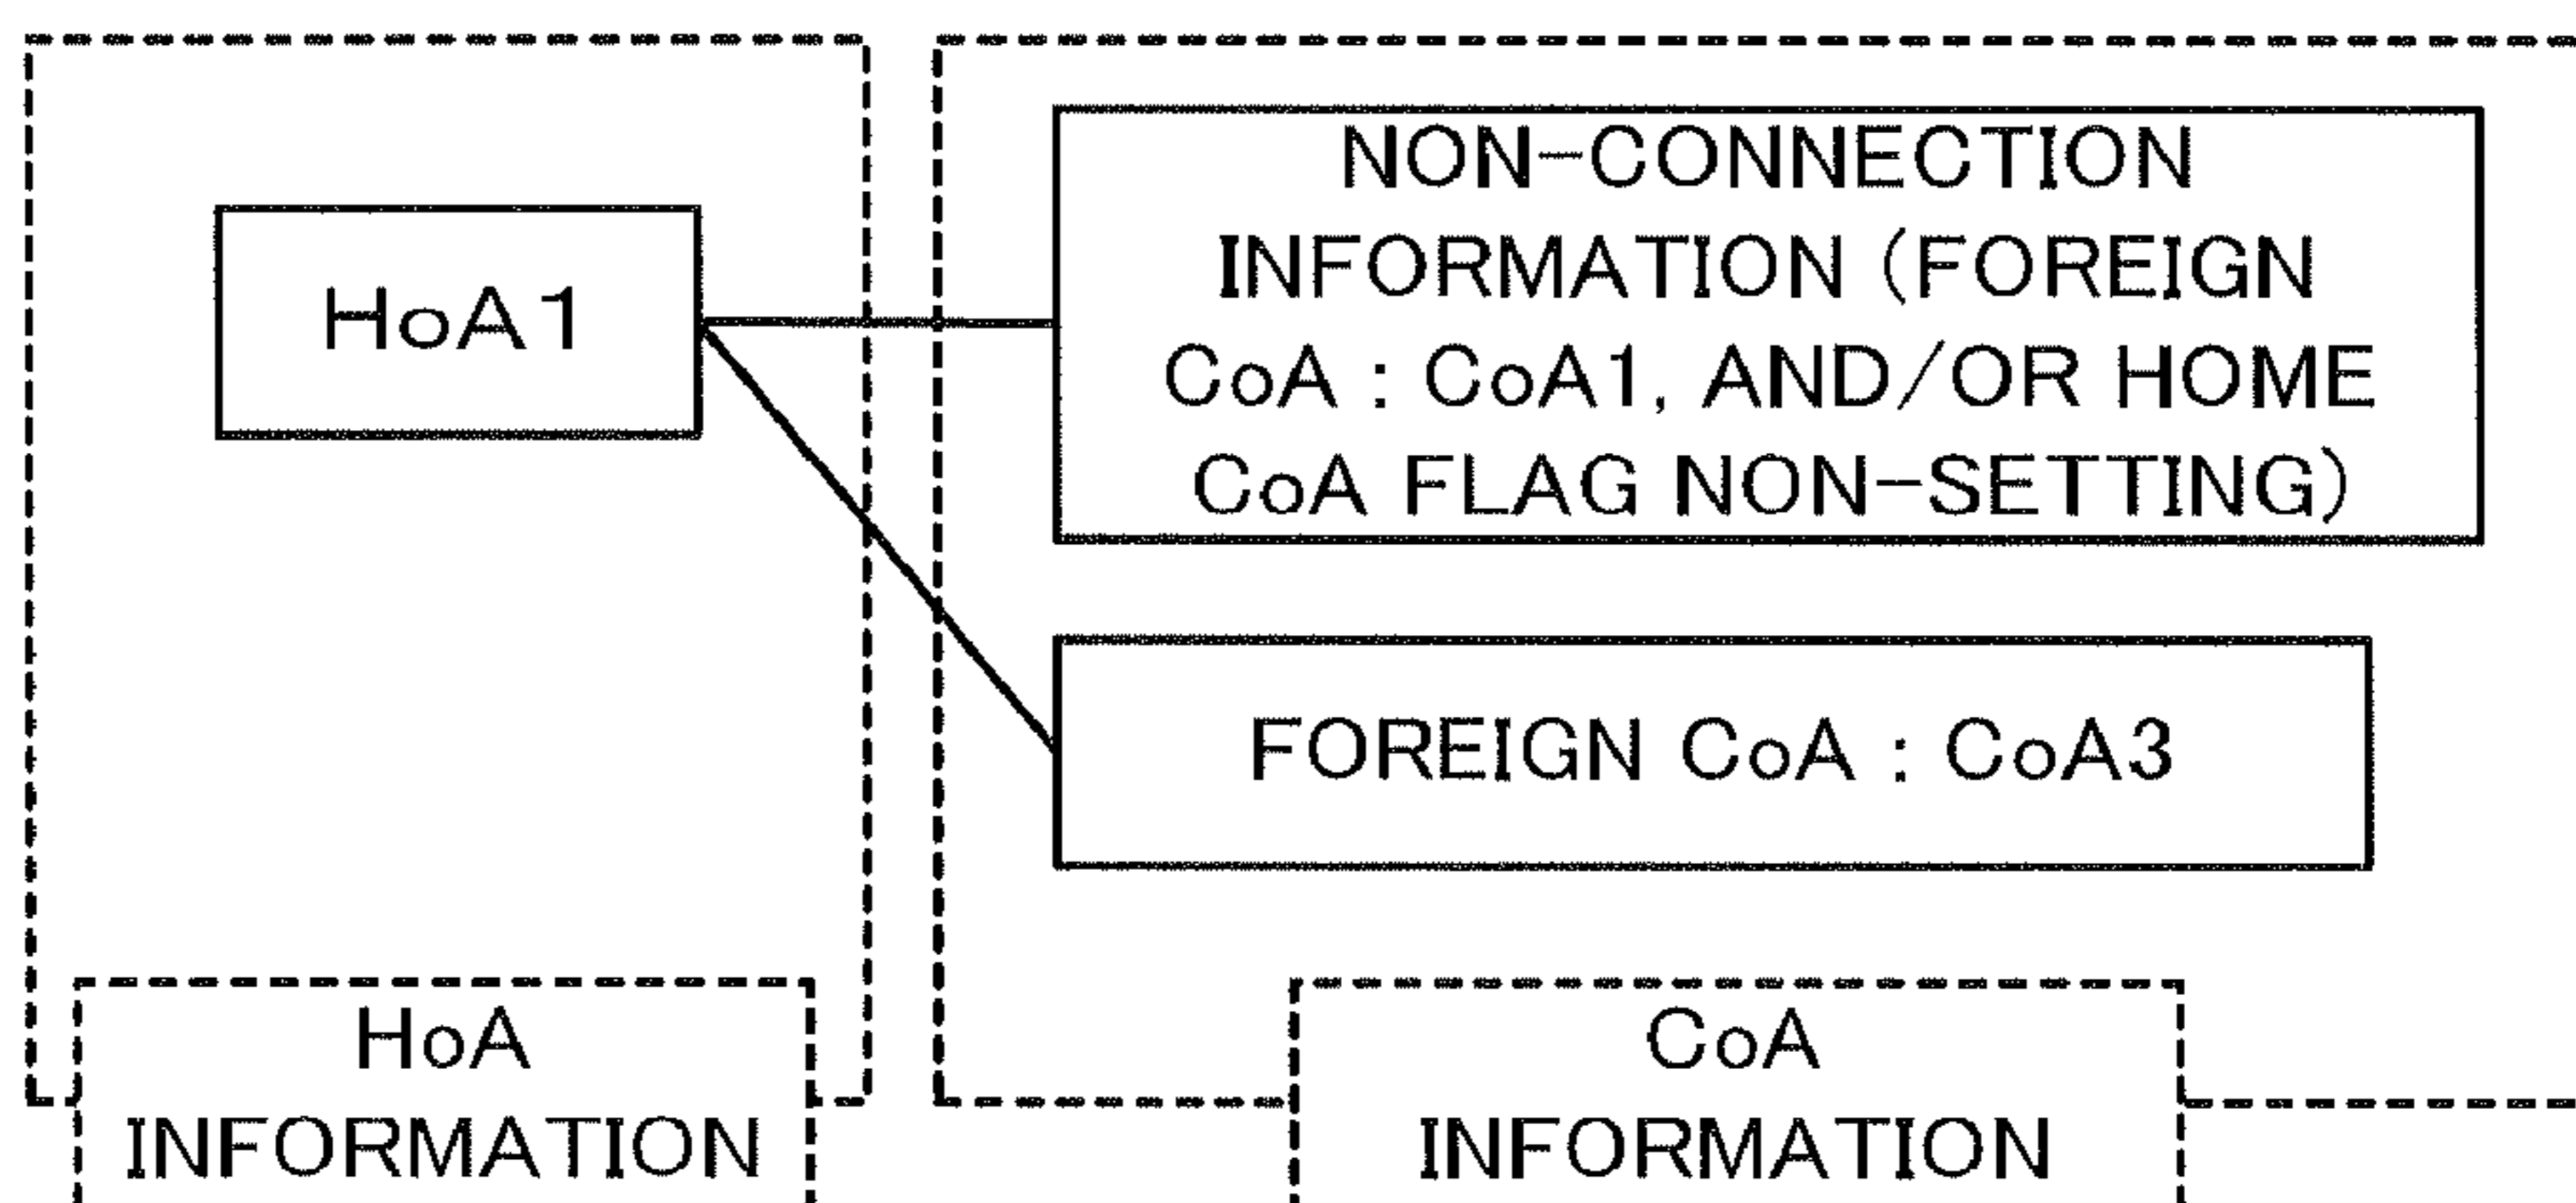 HoA1
NON-CONNECTION
INFORMATION (FOREIGN
CoA : CoA1, AND/OR HOME
CoA FLAG NON-SETTING)
FOREIGN CoA : CoA3
HoA
INFORMATION
CoA
INFORMATION